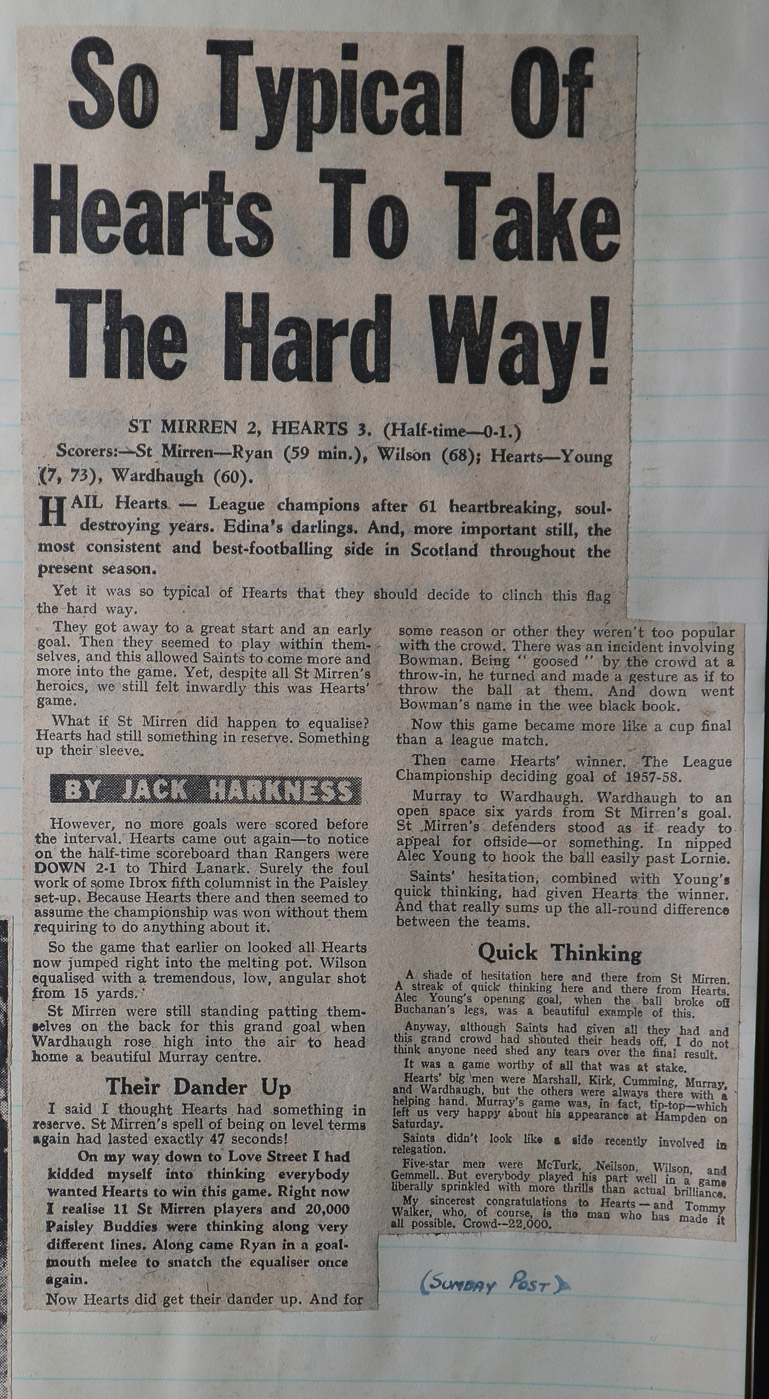 So Typical Of
Hearts To Take
The Hard Way!
ST MIRREN 2, HEARTS 3. (Half-time—0-1.)
Scorers:—St Mirren—Ryan (59 min.), Wilson (68); Hearts—Young
(7, 73), Wardhaugh (60).
HAIL Hearts — League champions after 61 heartbreaking, soul-
destroying years. Edina's darlings. And, more important still, the
most consistent and best-footballing side in Scotland throughout the
present season.
Yet it was so typical of Hearts that they should decide to clinch this flag
the hard way.
They got away to a great start and an early
goal. Then they seemed to play within them-
selves, and this allowed Saints to come more and
more into the game. Yet, despite all St Mirren's
heroics, we still felt inwardly this was Hearts'
game.
What if St Mirren did happen to equalise?
Hearts had still something in reserve. Something
up their sleeve.
BY JACK HARKNESS
However, no more goals were scored before
the interval. Hearts came out again—to notice
on the half-time scoreboard than Rangers were
DOWN 2-1 to Third Lanark. Surely the foul
work of some Ibrox fifth columnist in the Paisley
set-up. Because Hearts there and then seemed to
assume the championship was won without them
requiring to do anything about it.
So the game that earlier on looked all Hearts
now jumped right into the melting pot. Wilson
equalised with a tremendous, low, angular shot
from 15 yards.
St Mirren were still standing patting them-
selves on the back for this grand goal when
Wardhaugh rose high into the air to head
home a beautiful Murray centre.
Their Dander Up
I said I thought Hearts had something in
reserve. St Mirren's spell of being on level terms
again had lasted exactly 47 seconds!
On my way down to Love Street I had
kidded myself into thinking everybody
wanted Hearts to win this game. Right now
I realise 11 St Mirren players and 20,000
Paisley Buddies were thinking along very
different lines. Along came Ryan in a goal-
mouth melee to snatch the equaliser once
again.
Now Hearts did get their dander up. And for
some reason or other they weren't too popular
with the crowd. There was an incident involving
Bowman. Being " goosed " by the crowd at a
throw-in, he turned and made a gesture as if to
throw the ball at them. And down went
Bowman's name in the wee black book.
Now this game became more like a cup final
than a league match.
Then came Hearts' winner. The League
Championship deciding goal of 1957-58.
Murray to Wardhaugh. Wardhaugh to an
open space six yards from St Mirren's goal.
St Mirren's defenders stood as if ready to
appeal for offside—or something. In nipped
Alec Young to hook the ball easily past Lornie.
Saints' hesitation, combined with Young's
quick thinking, had given Hearts the winner.
And that really sums up the all-round difference
between the teams.
Quick Thinking
A shade of hesitation here and there from St Mirren.
A streak of quick thinking here and there from Hearts.
Alec Young's opening goal, when the ball broke off
Buchanan's legs, was a beautiful example of this.
Anyway, although Saints had given all they had and
this grand crowd had shouted their heads off, I do not
think anyone need shed any tears over the final result.
It was a game worthy of all that was at stake.
Hearts' big men were Marshall, Kirk, Cumming, Murray,
and Wardhaugh, but the others were always there with a
helping hand. Murray's game was, in fact, tip-top—which
left us very happy about his appearance at Hampden on
Saturday.
Saints didn't look like a side recently involved in
relegation.
Five-star men were McTurk, Neilson, Wilson, and
Gemmell. But everybody played his part well in a game
liberally sprinkled with more thrills than actual brilliance.
My sincerest congratulations to Hearts—and Tommy
Walker, who, of course, is the man who has made it
all possible. Crowd—22,000.
(SUNDAY POST)